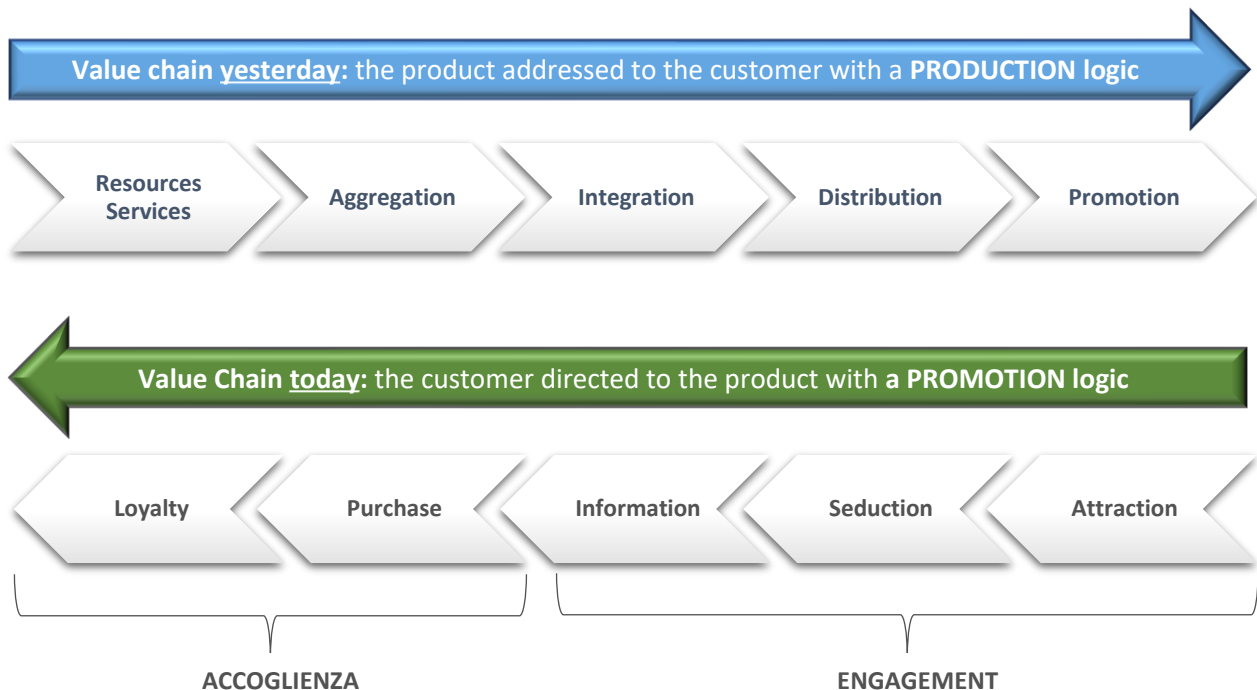 Value chain yesterday: the product addressed to the customer with a PRODUCTION logic
Resources
Services
Aggregation
Integration
Distribution
Promotion
Value Chain today: the customer directed to the product with a PROMOTION logic
Loyalty
Purchase
Information
Seduction
Attraction
ACCOGLIENZA
ENGAGEMENT